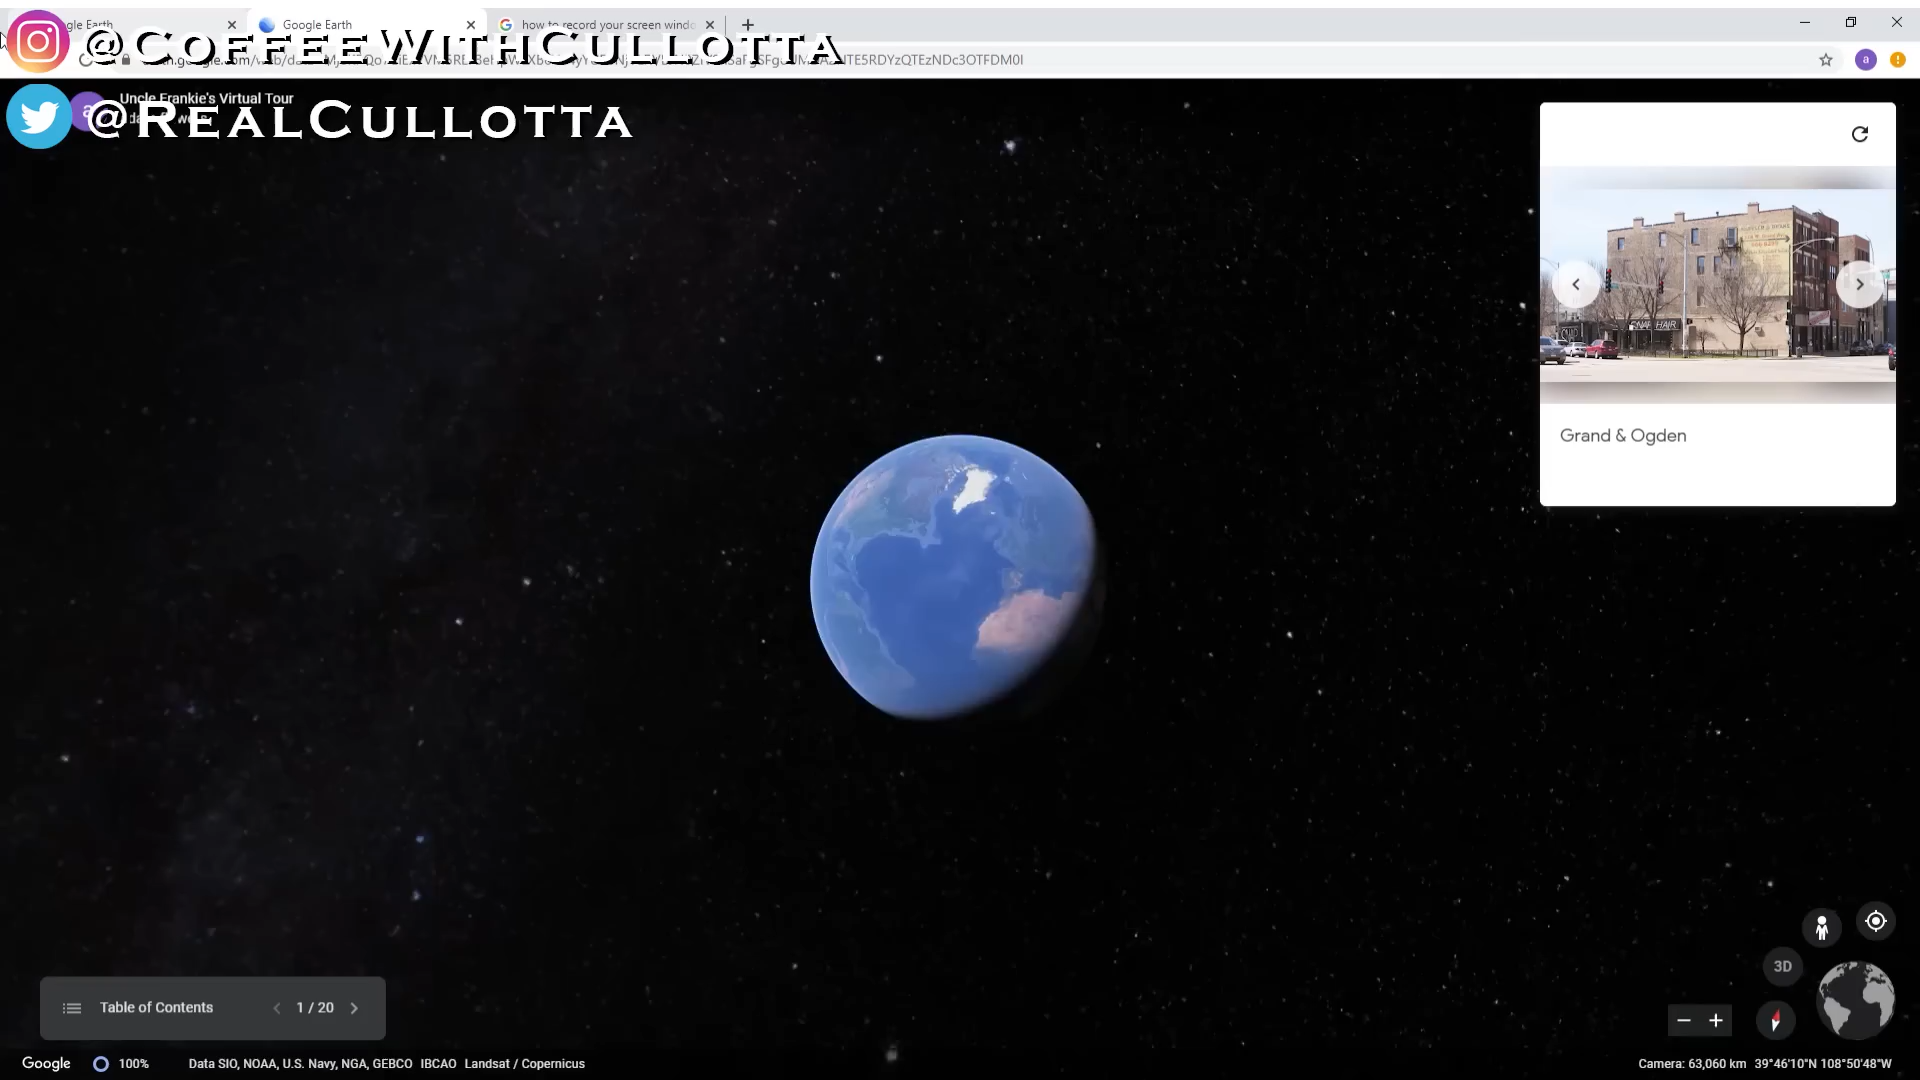 Google Earth
how to record your screen windo
@CoffeeWithCullotta
Uncle Frankie's Virtual Tour
@RealCullotta
SNAP HAIR
Grand & Ogden
3D
Table of Contents
1 / 20
Google
100%
Data SIO, NOAA, U.S. Navy, NGA, GEBCO IBCAO Landsat / Copernicus
Camera: 63,060 km 39°46'10"N 108°50'48"W